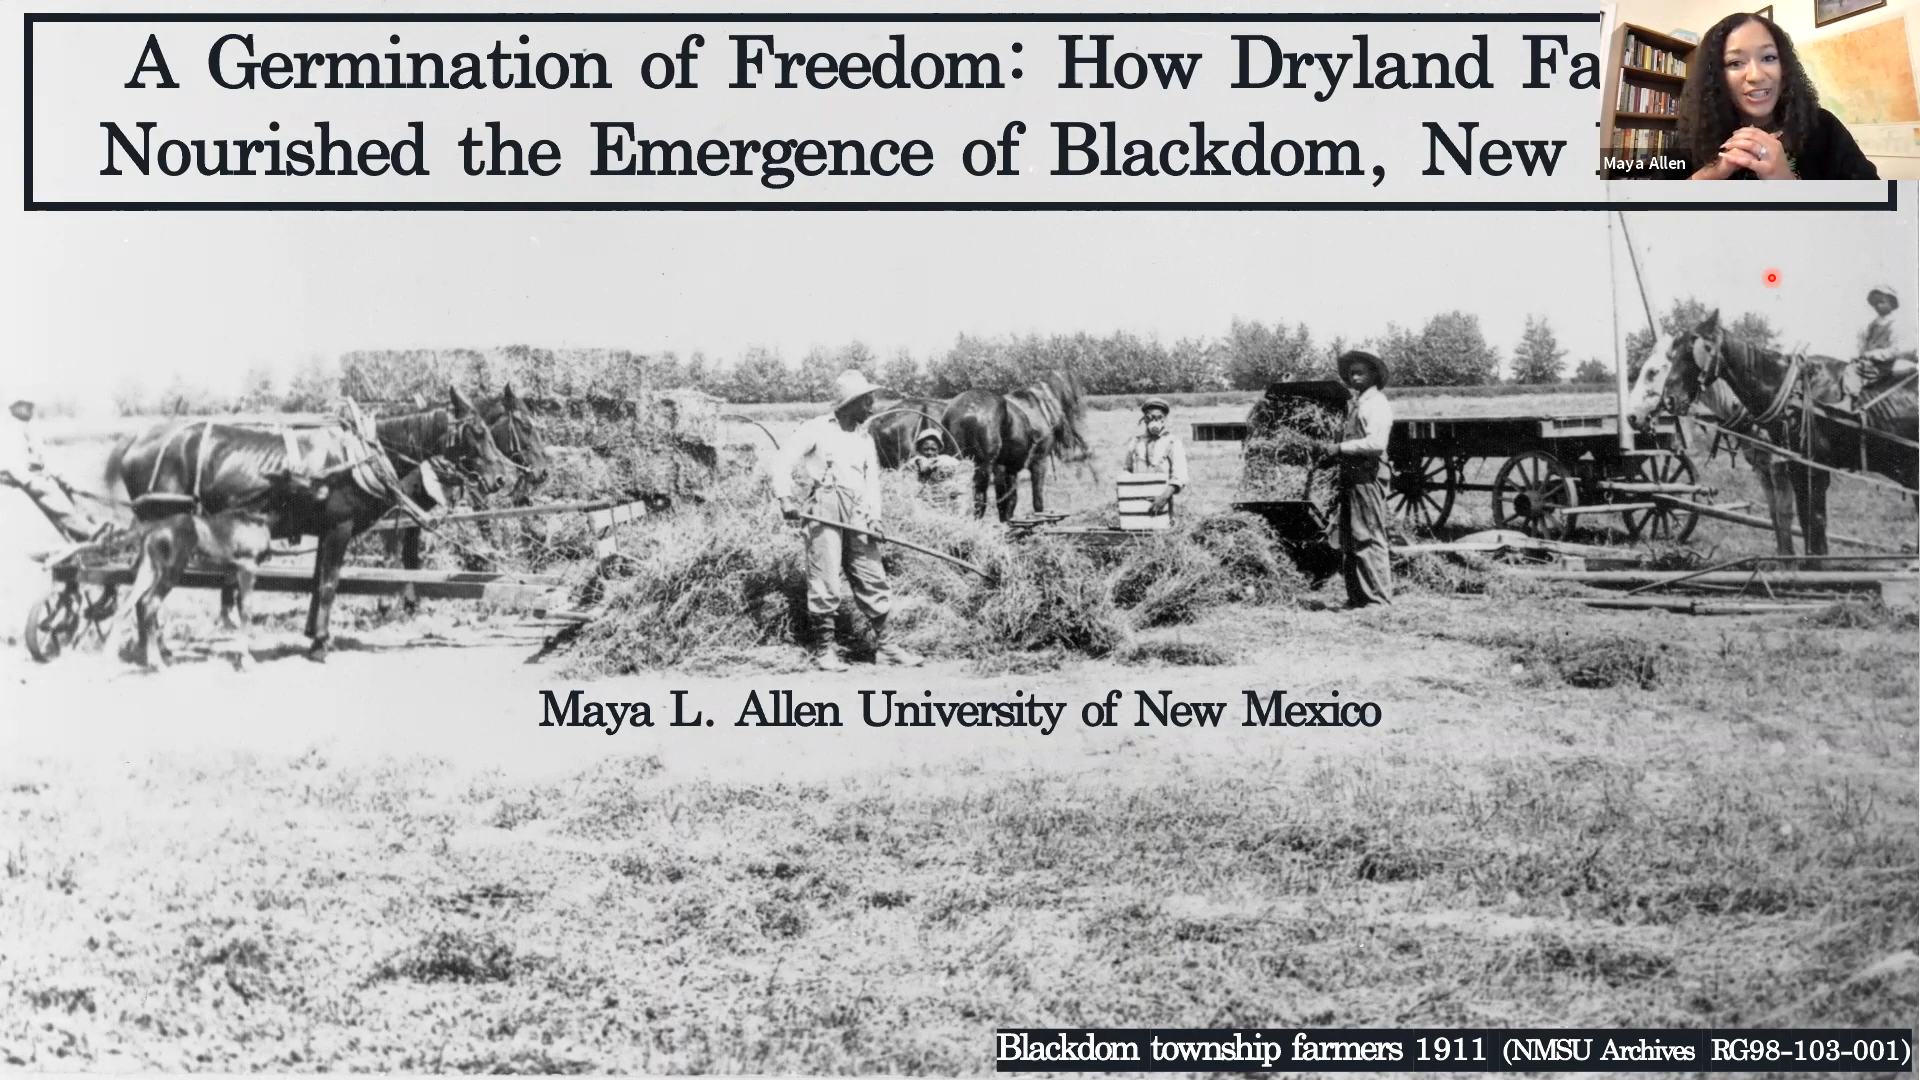 A Germination of Freedom: How Dryland Fa
Nourished the Emergence of Blackdom, New
Maya Allen
Maya L. Allen University of New Mexico
Blackdom township farmers 1911 (NMSU Archives RG98-103-001)